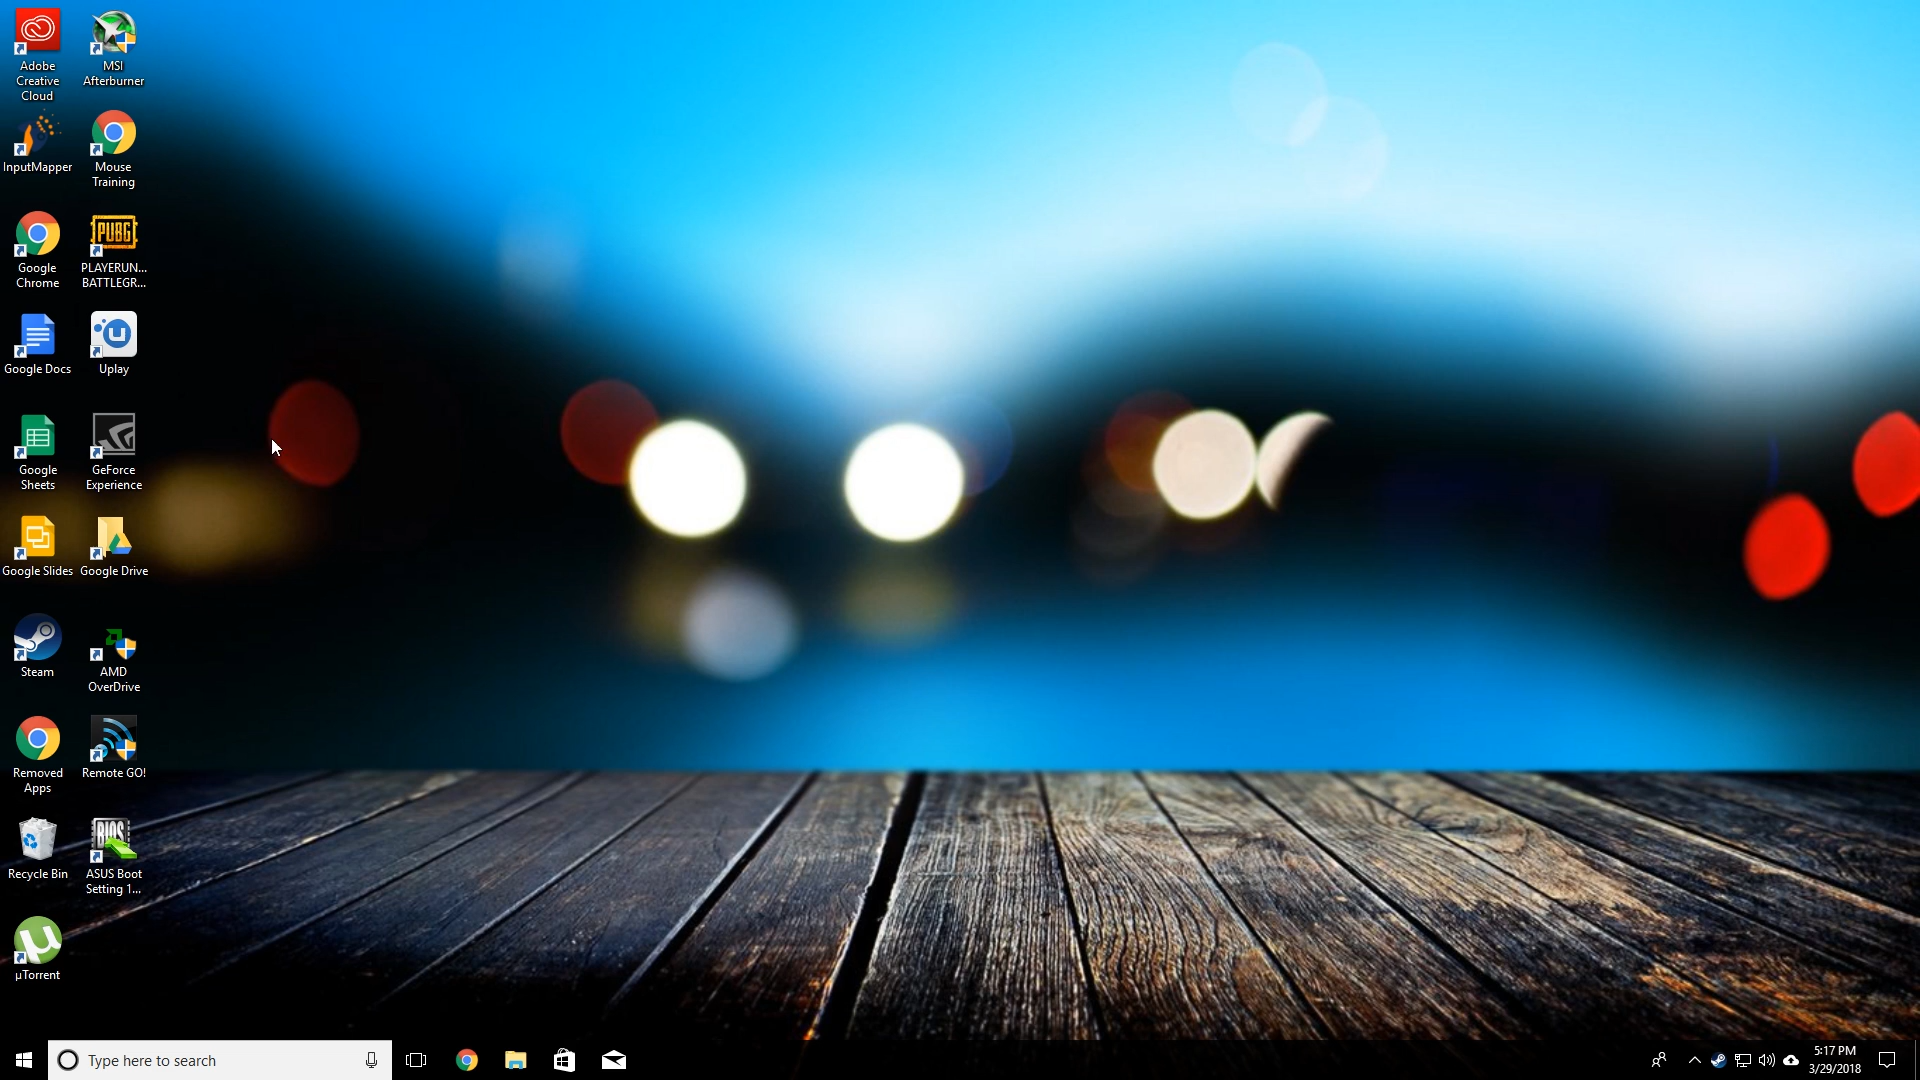 Adobe
Creative
Cloud
MSI
Afterburner
InputMapper
Mouse
Training
Google
Chrome
PUBG
PLAYERUN...
BATTLEGR...
Google Docs
Uplay
Google
Sheets
GeForce
Experience
Google Slides
Google Drive
Steam
AMD
OverDrive
Removed
Apps
Remote GO!
Recycle Bin
BIOS
ASUS Boot
Setting 1...
µTorrent
Type here to search
5:17 PM
3/29/2018